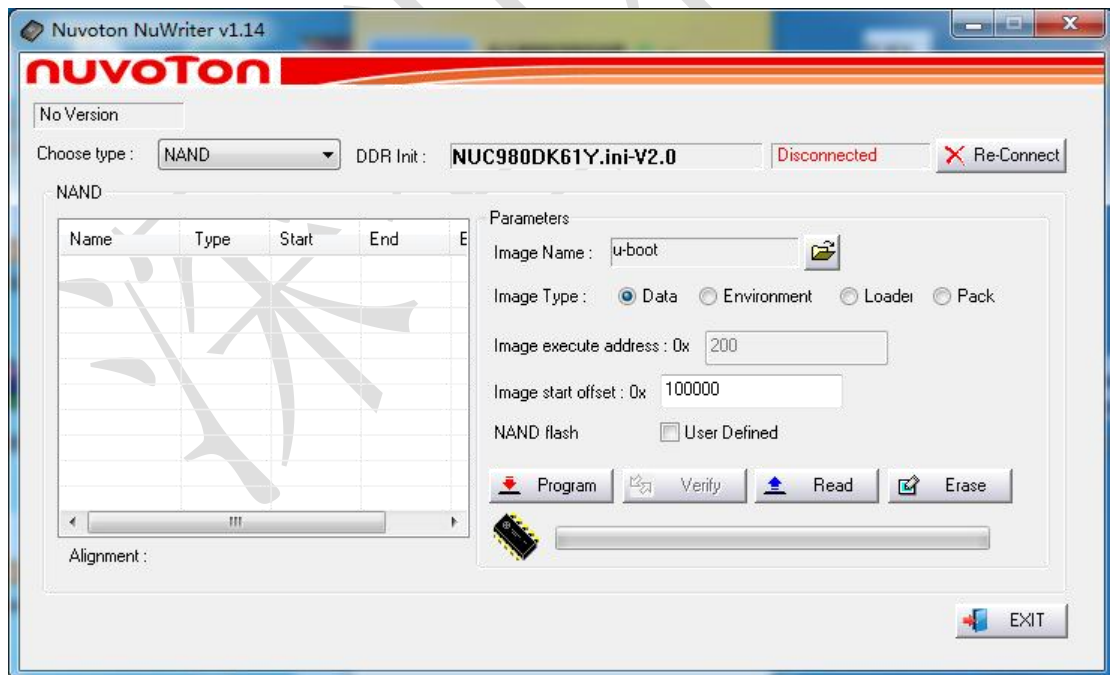 Nuvoton NuWriter v1.14
nuvoTon
No Version
Choose type : NAND DDR Init : NUC980DK61Y.ini-V2.0 Disconnected Re-Connect
NAND
Name Type Start End E
Parameters
Image Name : u-boot
Image Type : Data Environment Loader Pack
Image execute address : 0x 200
Image start offset : 0x 100000
NAND flash User Defined
Program Verify Read Erase
Alignment :
EXIT